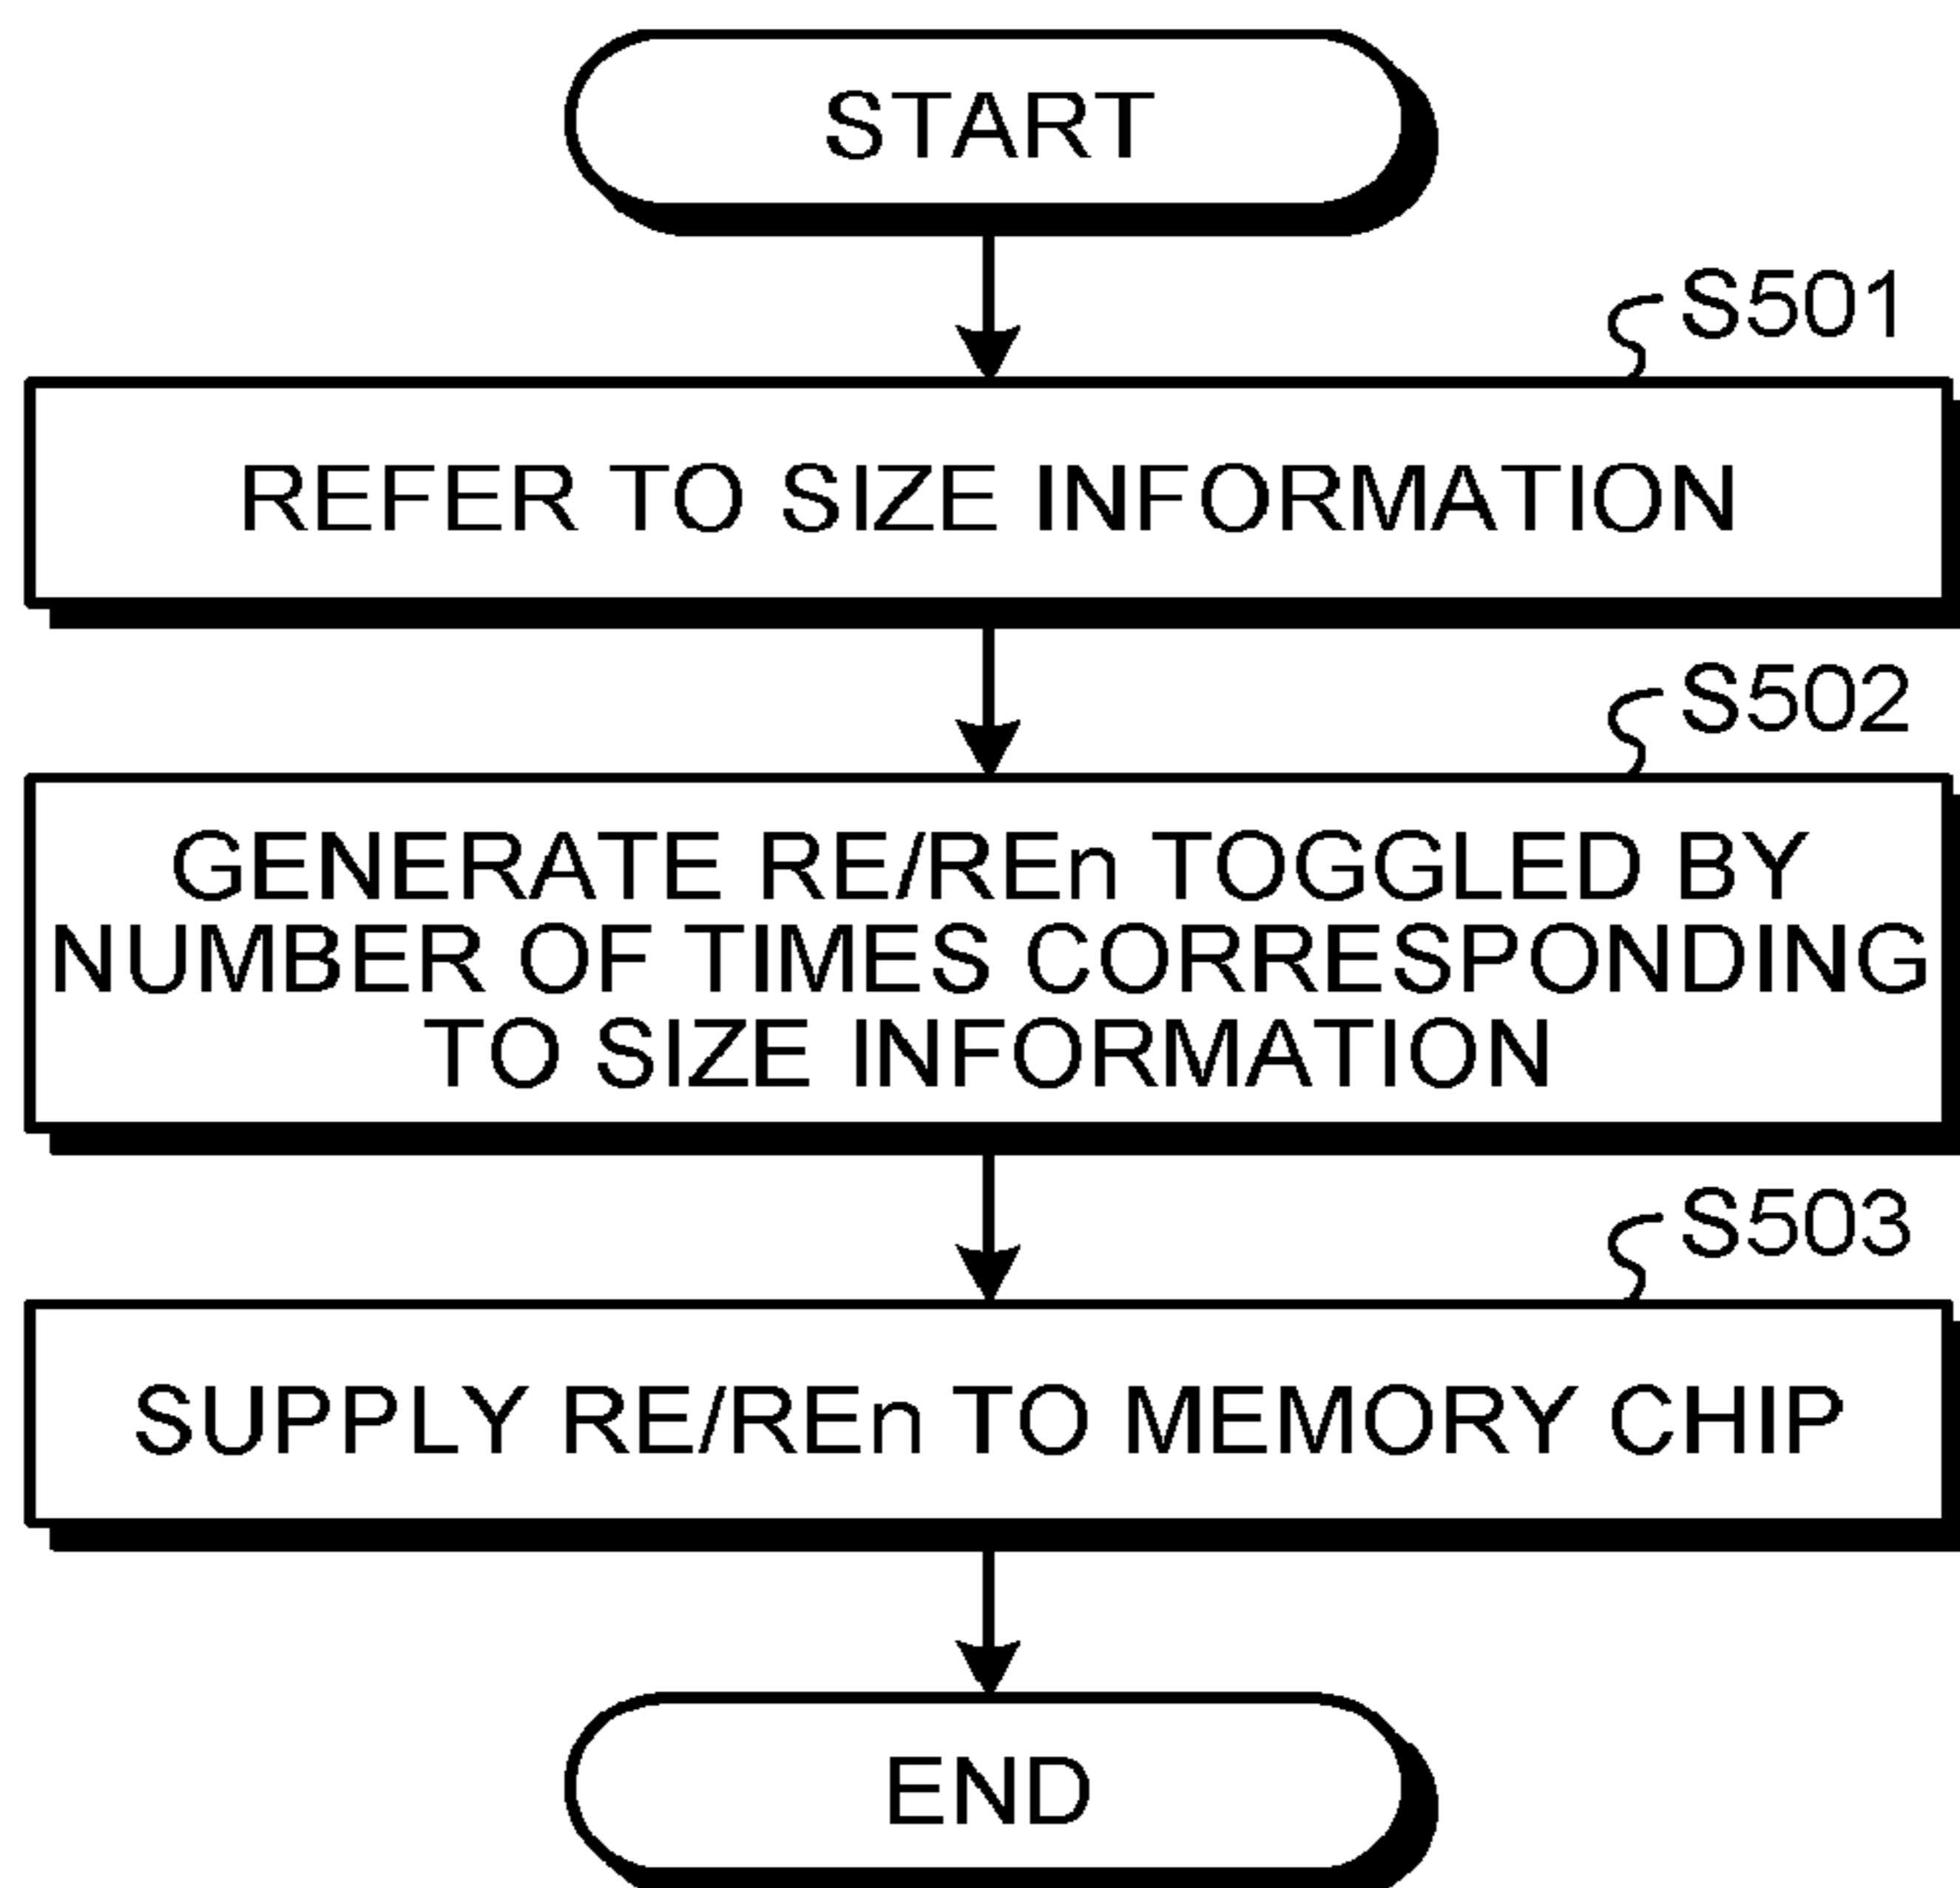 START
S501
REFER TO SIZE INFORMATION
S502
GENERATE RE/REn TOGGLED BY
NUMBER OF TIMES CORRESPONDING
TO SIZE INFORMATION
S503
SUPPLY RE/REn TO MEMORY CHIP
END